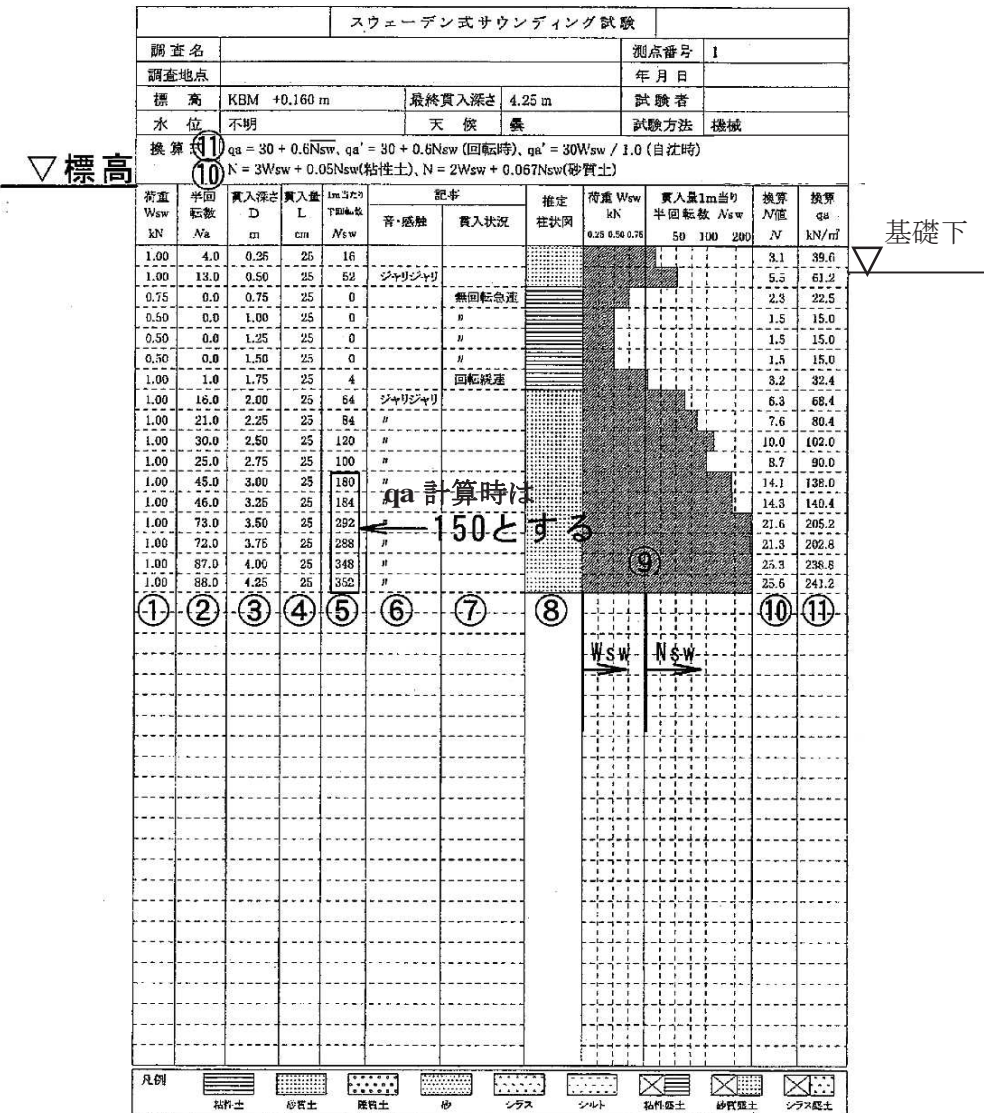 スウェーデン式サウンディング試験
調査名 測点番号 1
調査地点 年月日
標高 KBM +0.160 m 最終貫入深さ 4.25 m 試験者
水位 不明 天候 曇 試験方法 機械
換算式 ⑪ qa = 30 + 0.6Nsw、qa' = 30 + 0.6Nsw (回転時)、qa' = 30Wsw / 1.0 (自沈時)
▽標高
⑩ N = 3Wsw + 0.05Nsw(粘性土)、N = 2Wsw + 0.067Nsw(砂質土)
荷重 半回 貫入深さ 貫入量 1m当たり 記事 推定 荷重 Wsw 貫入量1m当り 換算 換算
Wsw 転数 D L 音・感触 貫入状況 柱状図 kN 半回転数 Nsw N値 qa
kN Na m cm Nsw 0.25 0.50 0.75 50 100 200 N kN/㎡
基礎下
▽
1.00 4.0 0.25 25 16 3.1 39.6
1.00 13.0 0.50 25 52 ジャリジャリ 5.5 61.2
0.75 0.0 0.75 25 0 無回転急速 2.3 22.5
0.50 0.0 1.00 25 0 〃 1.5 15.0
0.50 0.0 1.25 25 0 〃 1.5 15.0
0.50 0.0 1.50 25 0 〃 1.5 15.0
1.00 1.0 1.75 25 4 回転緩速 3.2 32.4
1.00 16.0 2.00 25 64 ジャリジャリ 6.3 68.4
1.00 21.0 2.25 25 84 〃 7.6 80.4
1.00 30.0 2.50 25 120 〃 10.0 102.0
1.00 25.0 2.75 25 100 〃 8.7 90.0
1.00 45.0 3.00 25 180 〃 14.1 138.0
qa 計算時は
1.00 46.0 3.25 25 184 14.3 140.4
1.00 73.0 3.50 25 292 〃 21.6 205.2
←150とする
1.00 72.0 3.75 25 288 〃 21.3 202.8
1.00 87.0 4.00 25 348 〃 25.3 238.8
⑨
1.00 88.0 4.25 25 352 〃 25.6 241.2
① ② ③ ④ ⑤ ⑥ ⑦ ⑧ ⑩ ⑪
Wsw Nsw
凡例
粘性土 砂質土 礫質土 砂 シラス シルト 粘性盛土 砂質盛土 シラス盛土